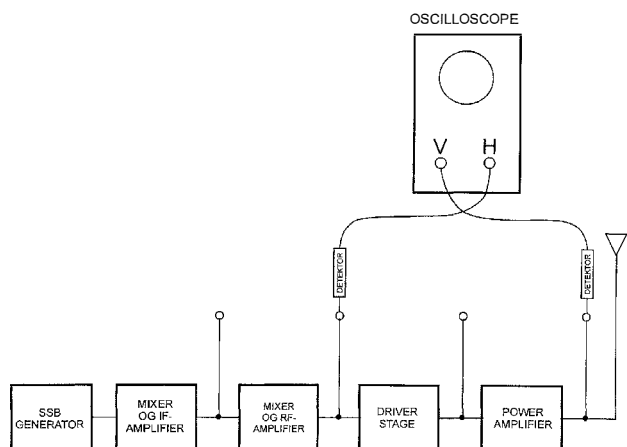 OSCILLOSCOPE
V H
DETEKTOR
DETEKTOR
SSB
GENERATOR
MIXER
OG IF-
AMPLIFIER
MIXER
OG RF-
AMPLIFIER
DRIVER
STAGE
POWER
AMPLIFIER